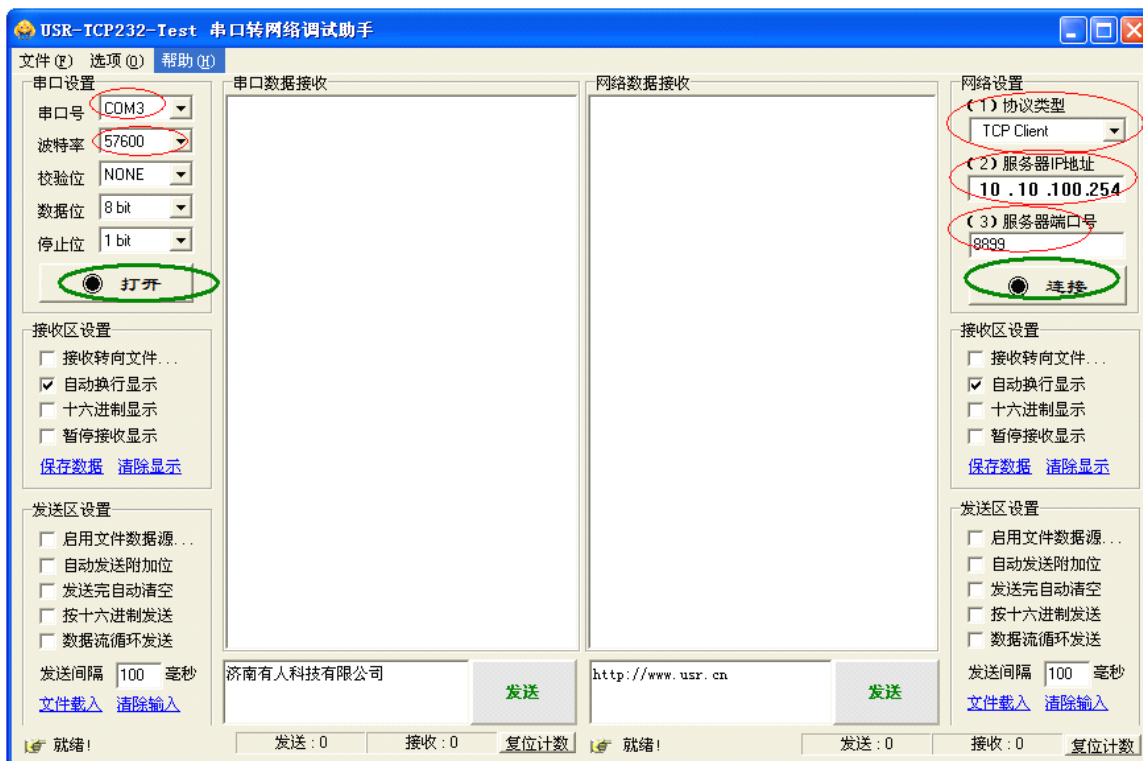 USR-TCP232-Test 串口转网络调试助手
文件(F) 选项(O) 帮助(H)
串口设置
串口号 COM3
波特率 57600
校验位 NONE
数据位 8 bit
停止位 1 bit
打开
接收区设置
接收转向文件...
自动换行显示
十六进制显示
暂停接收显示
保存数据 清除显示
发送区设置
启用文件数据源...
自动发送附加位
发送完自动清空
按十六进制发送
数据流循环发送
发送间隔 100 毫秒
文件载入 清除输入
串口数据接收
济南有人科技有限公司
发送
网络数据接收
http://www.usr.cn
发送
网络设置
(1) 协议类型
TCP Client
(2) 服务器IP地址
10 .10 .100.254
(3) 服务器端口号
8899
连接
接收区设置
接收转向文件...
自动换行显示
十六进制显示
暂停接收显示
保存数据 清除显示
发送区设置
启用文件数据源...
自动发送附加位
发送完自动清空
按十六进制发送
数据流循环发送
发送间隔 100 毫秒
文件载入 清除输入
就绪! 发送:0 接收:0 复位计数
就绪! 发送:0 接收:0 复位计数